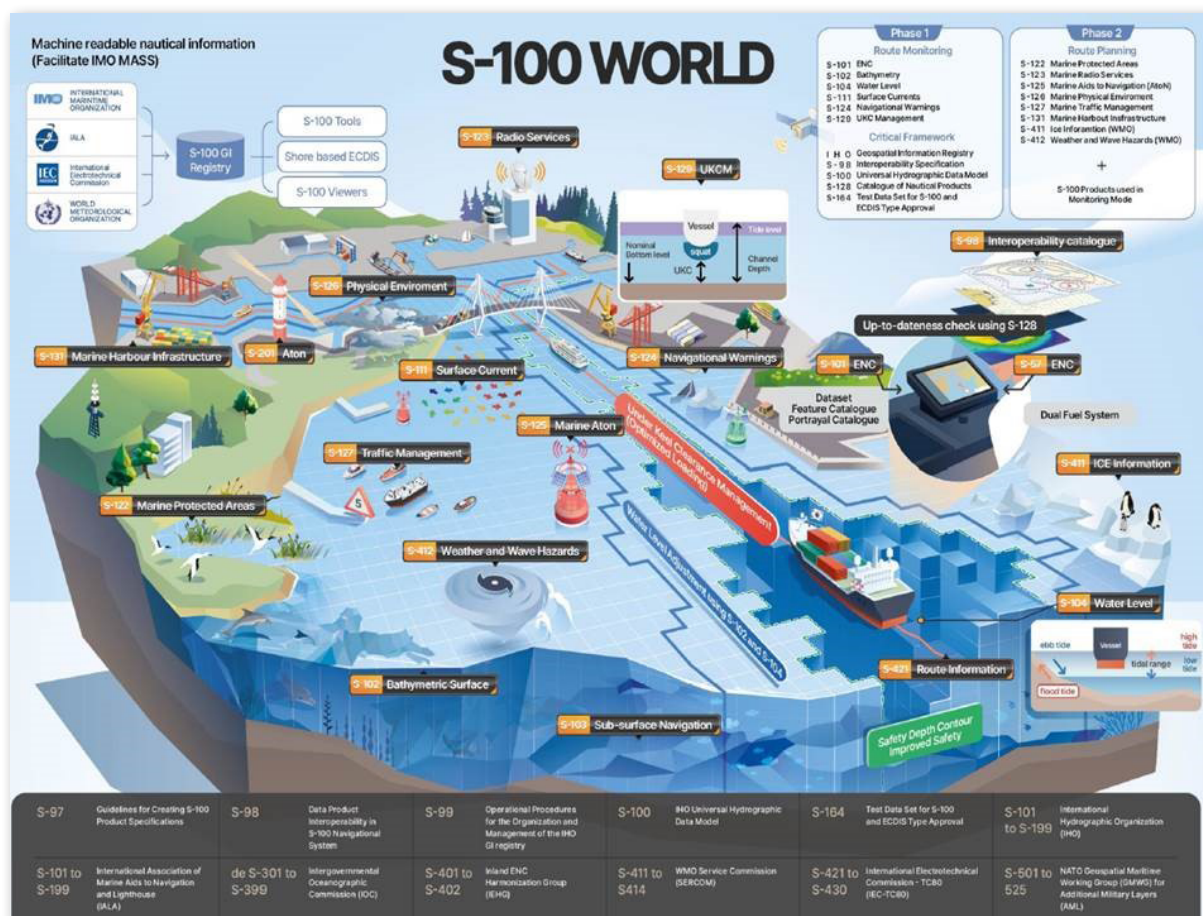 Machine readable nautical information
(Facilitate IMO MASS)
S-100 WORLD
IMO
INTERNATIONAL
MARITIME
ORGANIZATION
IALA
IEC
International
Electrotechnical
Commission
WORLD
METEOROLOGICAL
ORGANIZATION
S-100 GI
Registry
S-100 Tools
Shore based ECDIS
S-100 Viewers
Phase 1
Route Monitoring
S-101 ENC
S-102 Bathymetry
S-104 Water Level
S-111 Surface Currents
S-124 Navigational Warnings
S-129 UKC Management
Critical Framework
I H O Geospatial Information Registry
S-98 Interoperability Specification
S-100 Universal Hydrographic Data Model
S-128 Catalogue of Nautical Products
S-164 Test Data Set for S-100 and
ECDIS Type Approval
Phase 2
Route Planning
S-122 Marine Protected Areas
S-123 Marine Radio Services
S-125 Marine Aids to Navigation (AtoN)
S-126 Marine Physical Enviroment
S-127 Marine Traffic Management
S-131 Marine Harbour Instrastructure
S-411 Ice Inforamtion (WMO)
S-412 Weather and Wave Hazards (WMO)
+
S-100 Products used in
Monitoring Mode
S-123 Radio Services
S-129 UKCM
Vessel
Tide level
squat
Nominal
Bottom level
UKC
Channel
Depth
S-98 Interoperability catalogue
S-126 Physical Enviroment
Up-to-dateness check using S-128
S-131 Marine Harbour Infrastructure
S-201 Aton
S-111 Surface Current
S-124 Navigational Warnings
S-101 ENC
S-57 ENC
Dataset
Feature Catalogue
Portrayal Catalogue
Dual Fuel System
S-125 Marine Aton
Under Keel Clearance Management
(Optimized Loading)
S-127 Traffic Management
5
S-411 ICE Information
S-122 Marine Protected Areas
S-412 Weather and Wave Hazards
Water Level Adjustment using S-102 and S-104
S-104 Water Level
S-421 Route Information
ebb tide
Vessel
high
tide
tidal range
low
tide
flood tide
S-102 Bathymetric Surface
S-103 Sub-surface Navigation
Safety Depth Contour
Improved Safety
S-97
Guidelines for Creating S-100
Product Specifications
S-98
Data Product
Interoperability in
S-100 Navigational
System
S-99
Operational Procedures
for the Organization and
Management of the IHO
GI registry
S-100
IHO Universal Hydrographic
Data Model
S-164
Test Data Set for S-100
and ECDIS Type Approval
S-101
to S-199
International
Hydrographic Organization
(IHO)
S-101 to
S-199
International Association of
Marine Aids to Navigation
and Lighthouse
(IALA)
de S-301 to
S-399
Intergovernmental
Oceanographic
Commission (IOC)
S-401 to
S-402
Inland ENC
Harmonization Group
(IEHG)
S-411 to
S414
WMO Service Commission
(SERCOM)
S-421 to
S-430
International Electrotechnical
Commission - TC80
(IEC-TC80)
S-501 to
525
NATO Geospatial Maritime
Working Group (GMWG) for
Additional Military Layers
(AML)